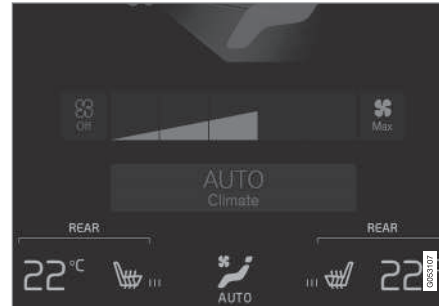 Off
Max
AUTO
Climate
REAR
REAR
22°C
AUTO
22
G053107